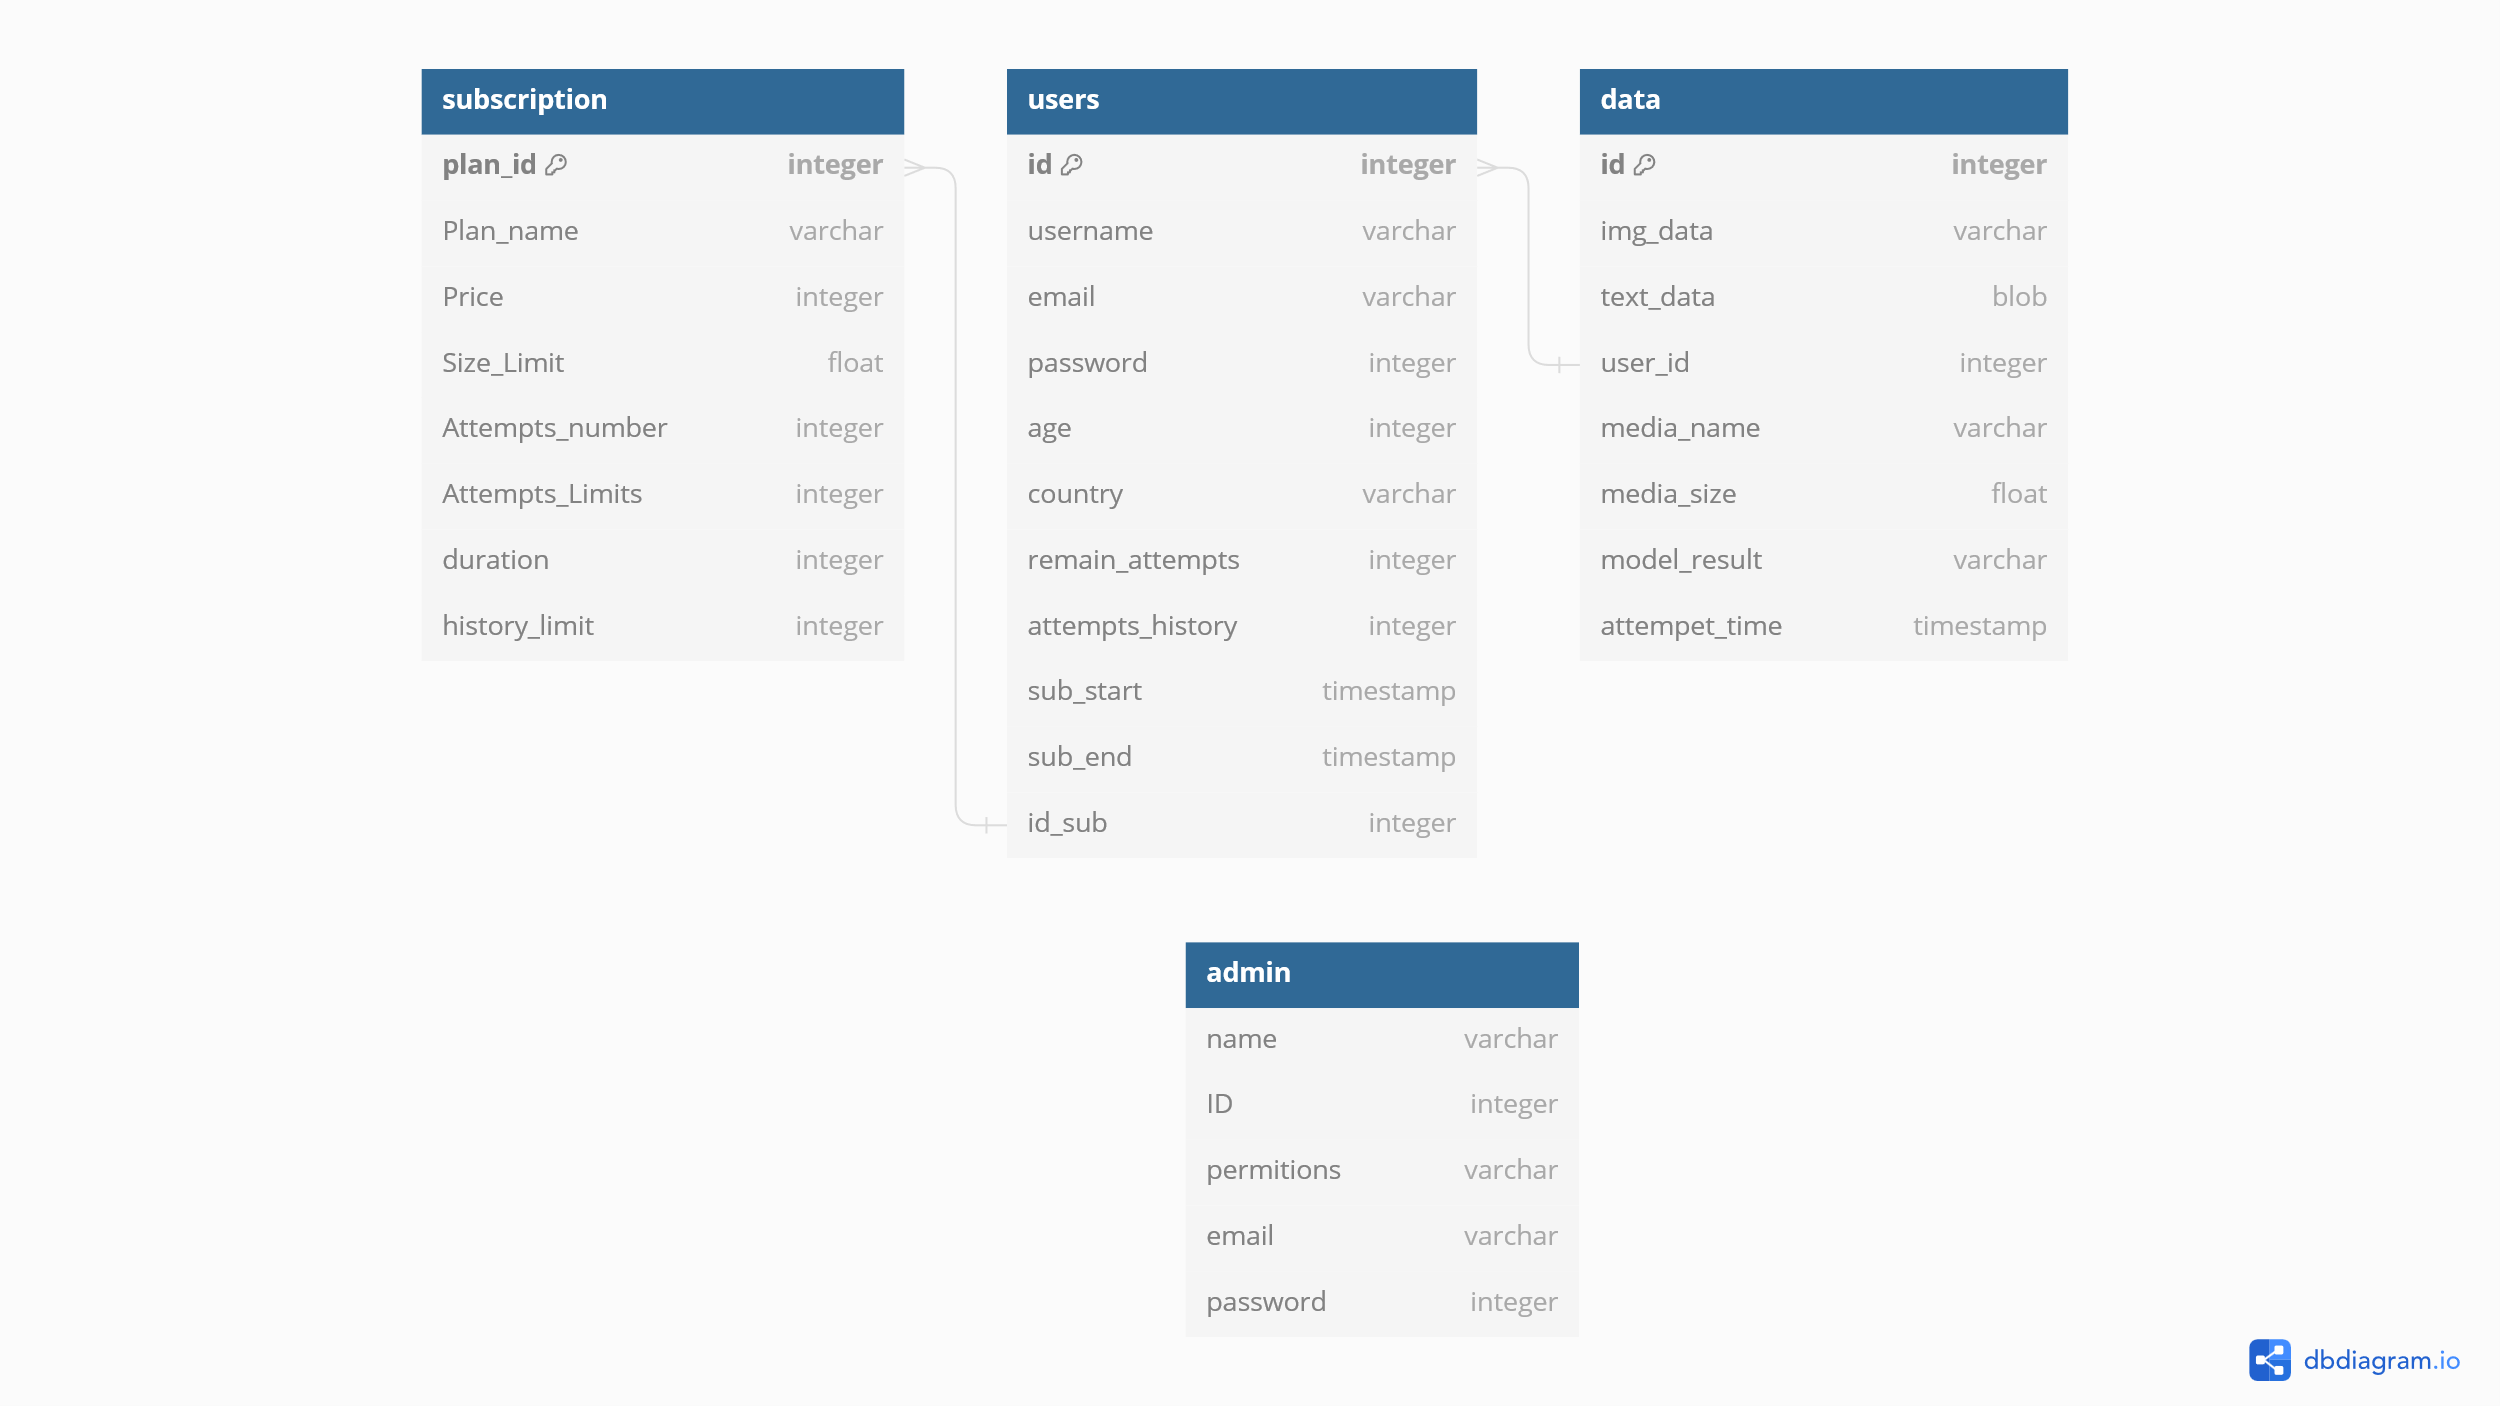 subscription
plan_id integer
Plan_name varchar
Price integer
Size_Limit float
Attempts_number integer
Attempts_Limits integer
duration integer
history_limit integer
users
id integer
username varchar
email varchar
password integer
age integer
country varchar
remain_attempts integer
attempts_history integer
sub_start timestamp
sub_end timestamp
id_sub integer
data
id integer
img_data varchar
text_data blob
user_id integer
media_name varchar
media_size float
model_result varchar
attempet_time timestamp
admin
name varchar
ID integer
permitions varchar
email varchar
password integer
dbdiagram.io